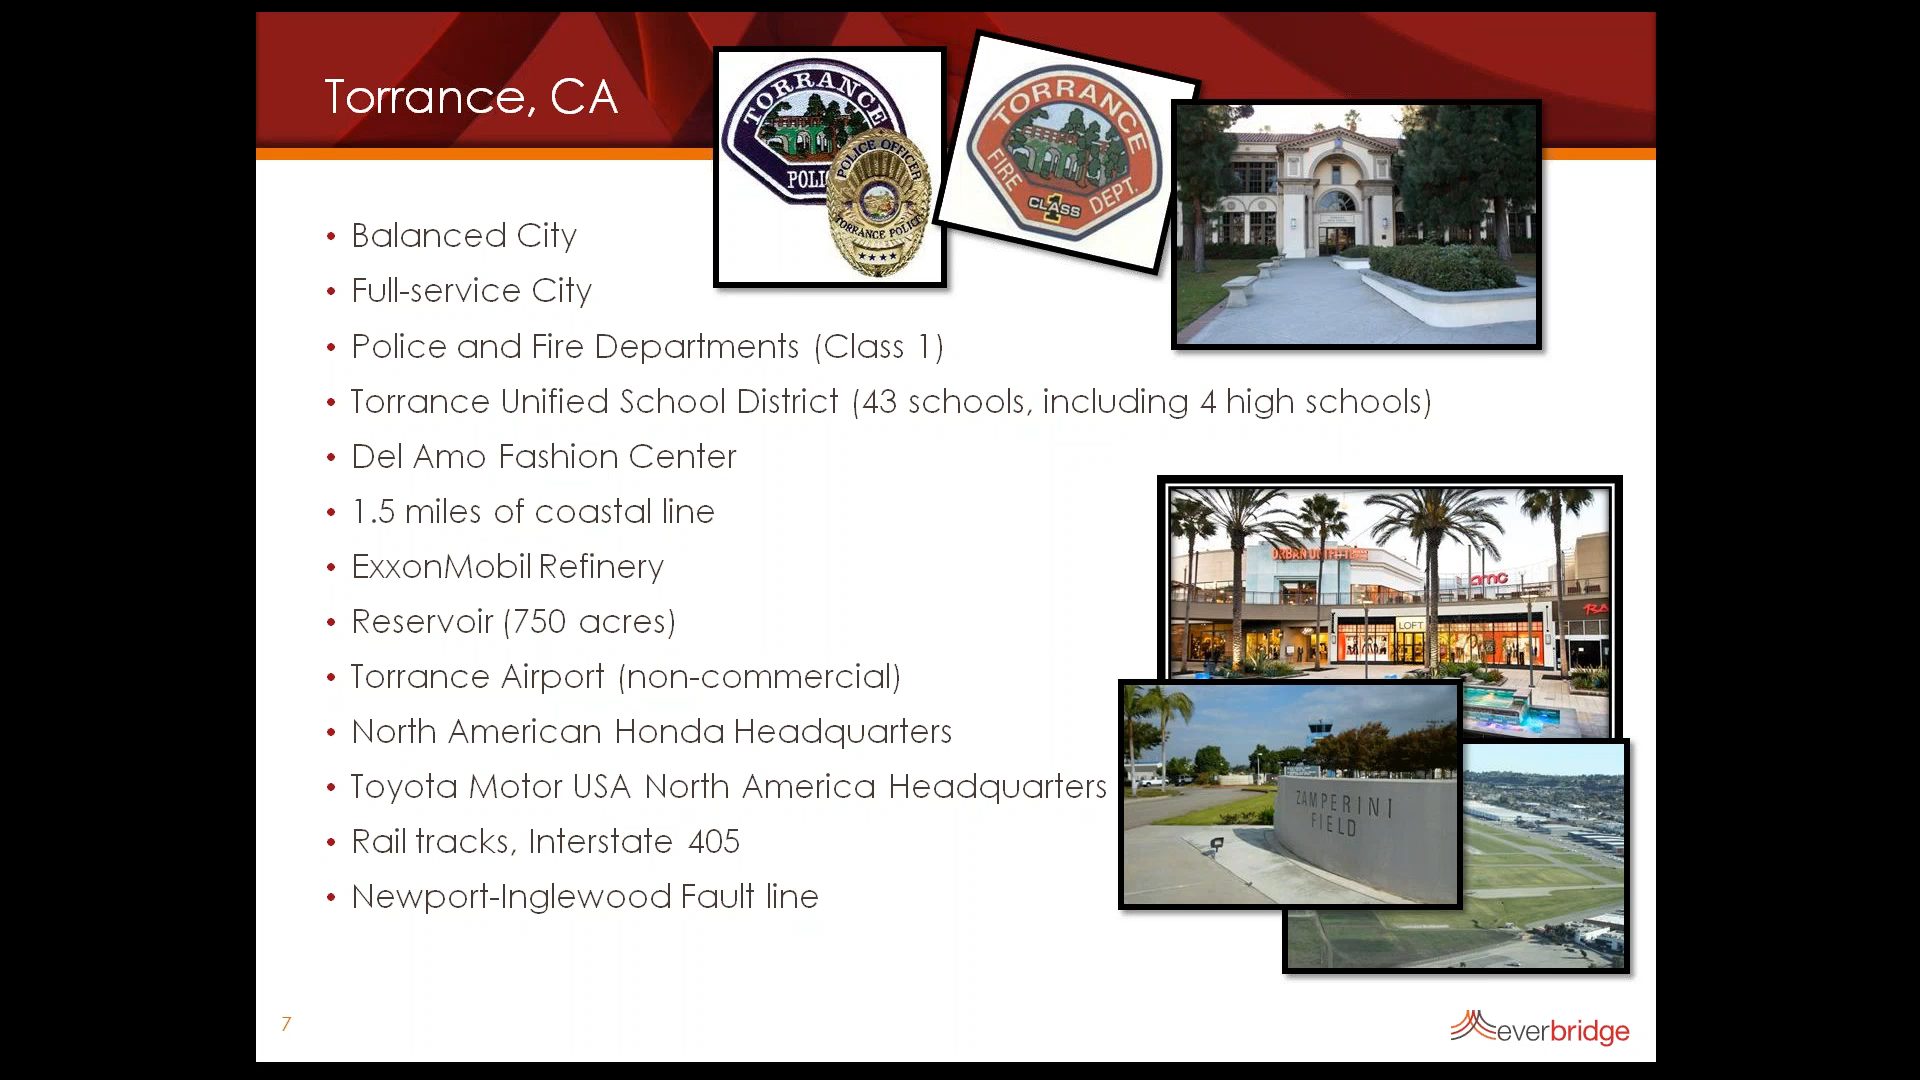 Torrance, CA
TORRANCE
POLICE OFFICER
TORRANCE POLICE
TORRANCE
FIRE DEPT.
CLASS
1
• Balanced City
• Full-service City
• Police and Fire Departments (Class 1)
• Torrance Unified School District (43 schools, including 4 high schools)
• Del Amo Fashion Center
• 1.5 miles of coastal line
• ExxonMobil Refinery
• Reservoir (750 acres)
• Torrance Airport (non-commercial)
• North American Honda Headquarters
• Toyota Motor USA North America Headquarters
• Rail tracks, Interstate 405
• Newport-Inglewood Fault line
URBAN OUTFITTERS
amc
LOFT
ZAMPERINI
FIELD
7
everbridge